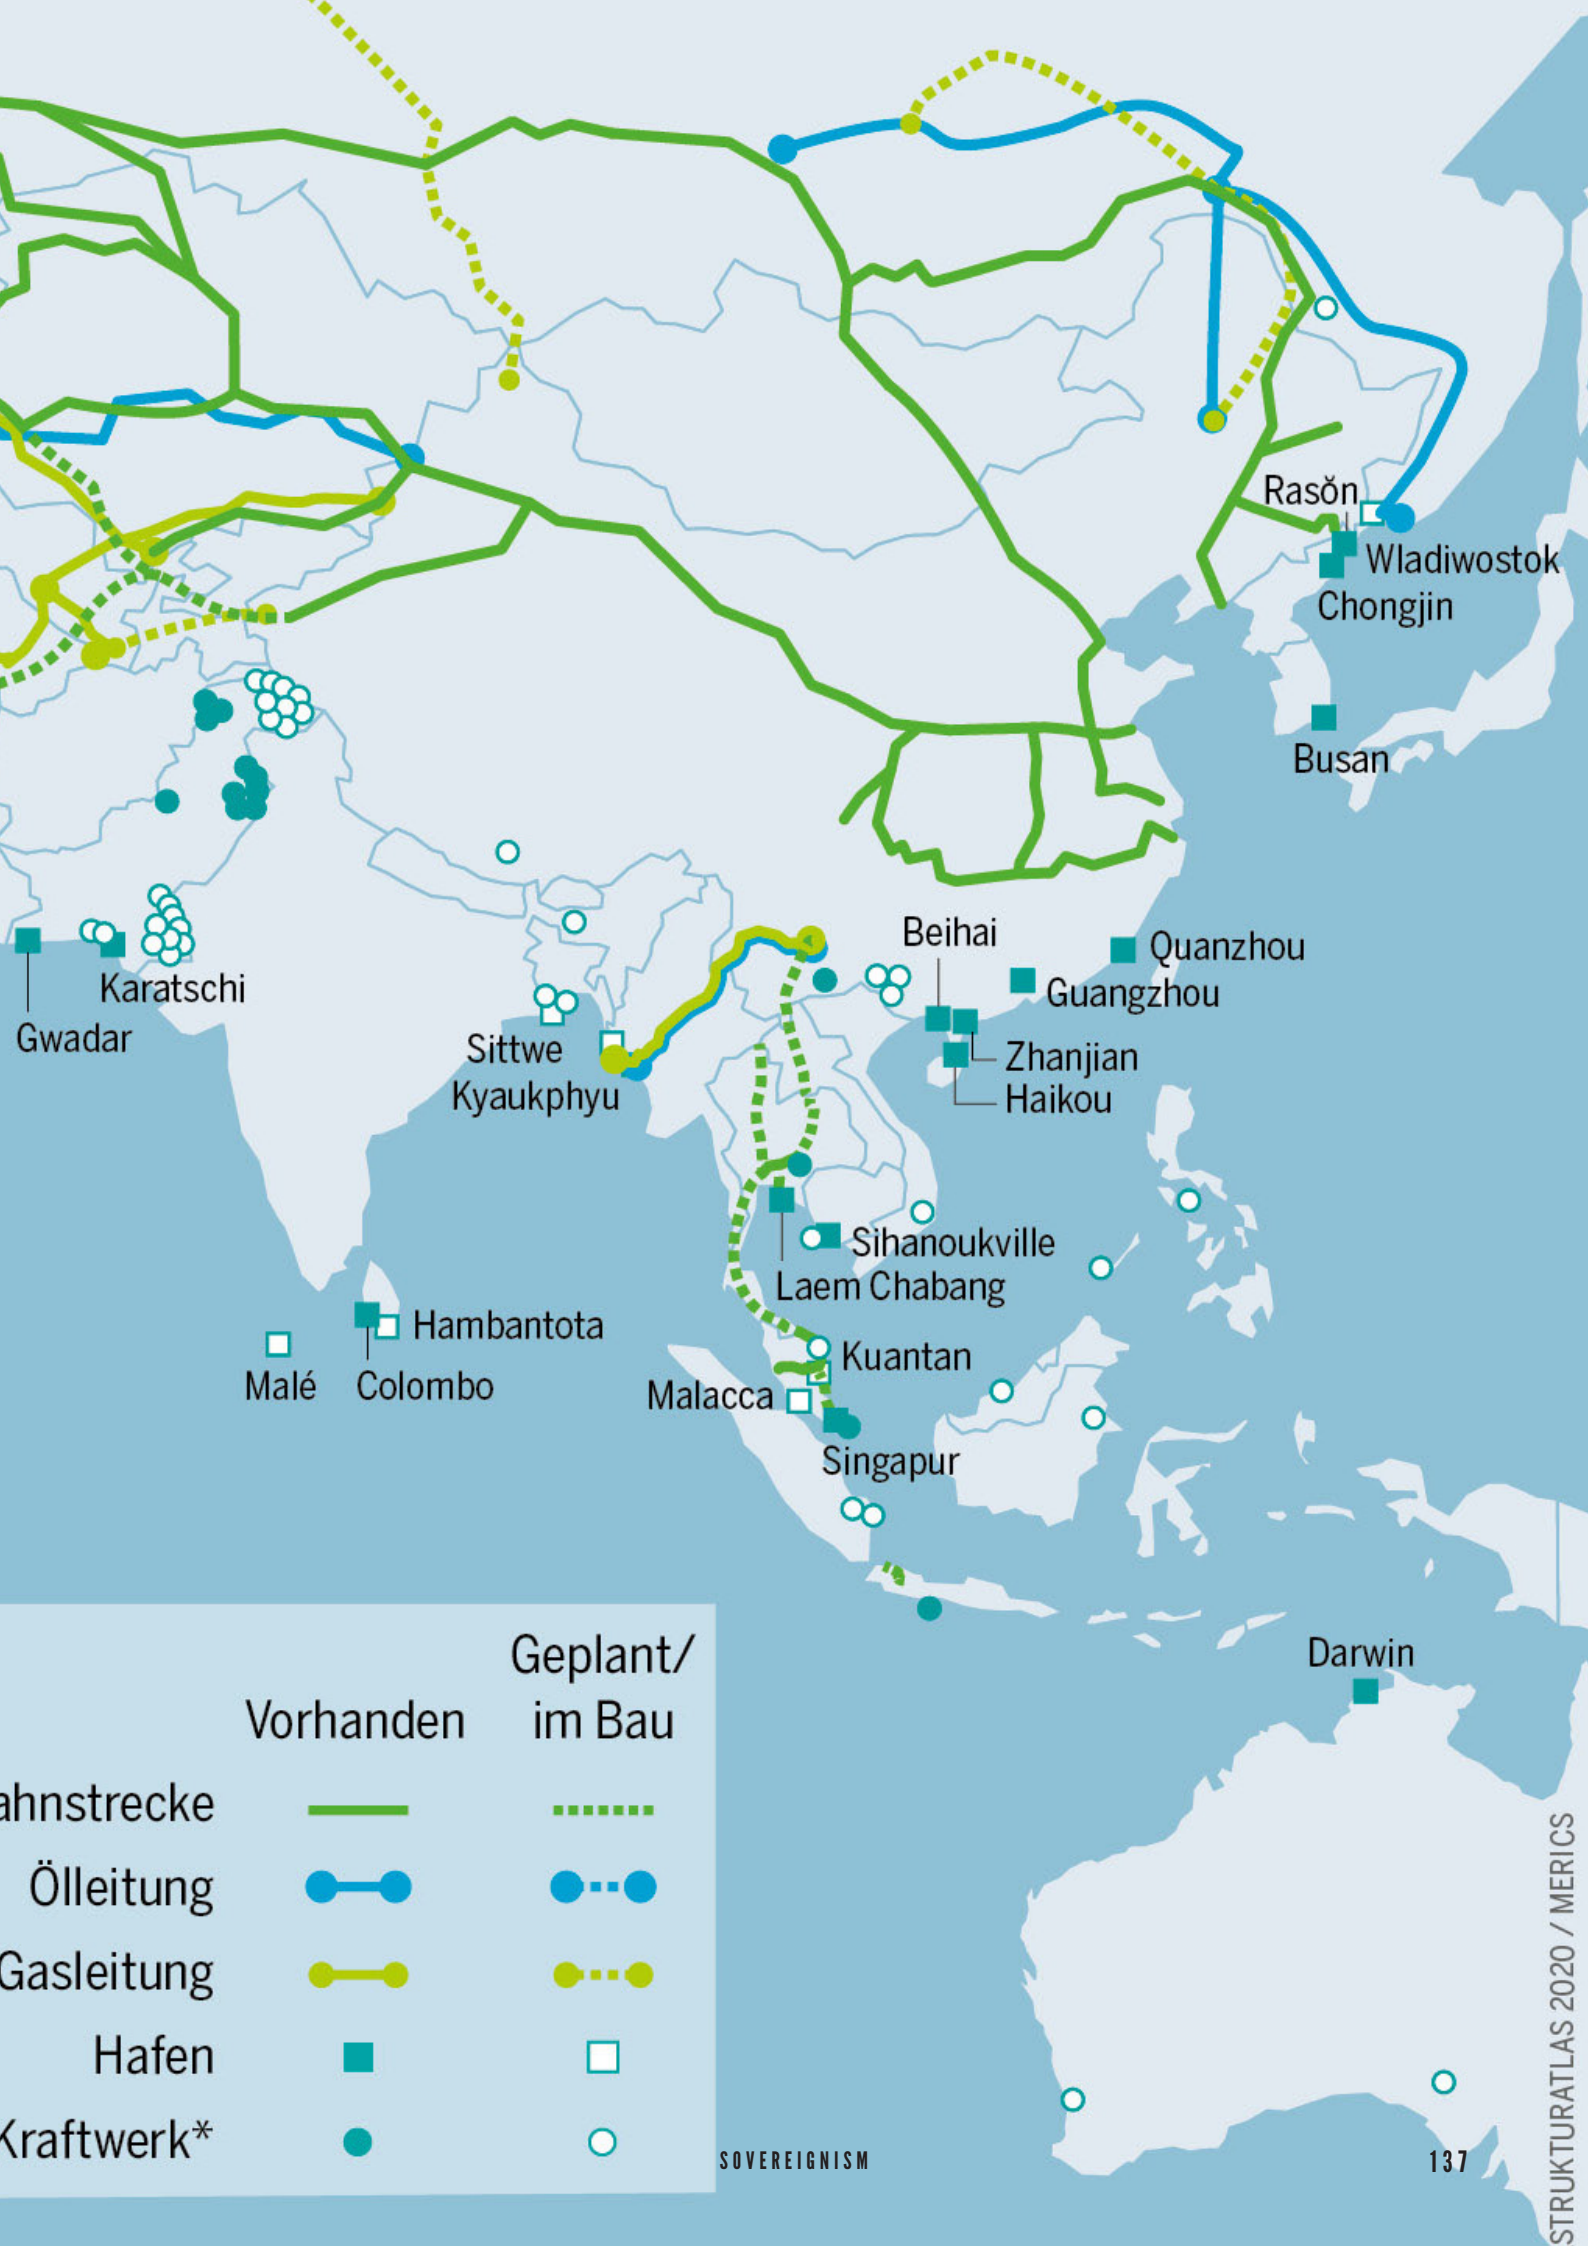 Rasŏn
Wladiwostok
Chongjin
Busan
Beihai
Quanzhou
Guangzhou
Karatschi
Gwadar
Sittwe
Kyaukphyu
Zhanjian
Haikou
Sihanoukville
Laem Chabang
Hambantota
Kuantan
Malé
Colombo
Malacca
Singapur
Darwin
Vorhanden
Geplant/
im Bau
ahnstrecke
Ölleitung
Gasleitung
Hafen
Kraftwerk*
STRUKTURATLAS 2020 / MERICS
SOVEREIGNISM
137